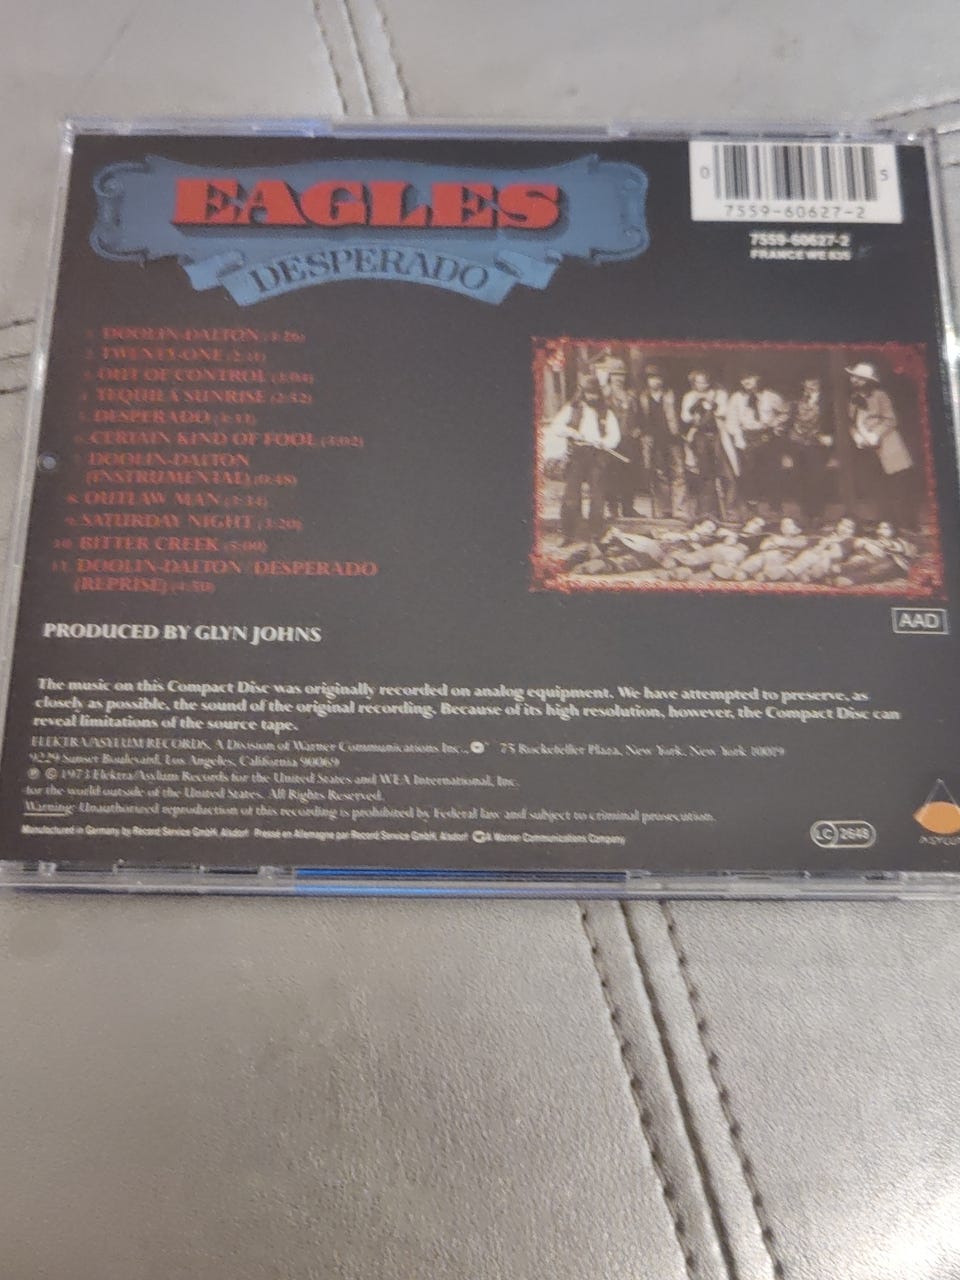 EAGLES
DESPERADO
0 5
7559-60627-2
7559-60627-2
FRANCE WE 835
1. DOOLIN-DALTON (3:26)
2. TWENTY-ONE (2:11)
3. OUT OF CONTROL (3:04)
4. TEQUILA SUNRISE (2:52)
5. DESPERADO (3:33)
6. CERTAIN KIND OF FOOL (3:02)
7. DOOLIN-DALTON
(INSTRUMENTAL) (0:48)
8. OUTLAW MAN (3:34)
9. SATURDAY NIGHT (3:20)
10. BITTER CREEK (5:00)
11. DOOLIN-DALTON/DESPERADO
(REPRISE) (4:50)
AAD
PRODUCED BY GLYN JOHNS
The music on this Compact Disc was originally recorded on analog equipment. We have attempted to preserve, as
closely as possible, the sound of the original recording. Because of its high resolution, however, the Compact Disc can
reveal limitations of the source tape.
ELEKTRA/ASYLUM RECORDS, A Division of Warner Communications Inc., 75 Rockefeller Plaza, New York, New York 10019
9229 Sunset Boulevard, Los Angeles, California 90069
℗ © 1973 Elektra/Asylum Records for the United States and WEA International, Inc.
for the world outside of the United States. All Rights Reserved.
Warning: Unauthorized reproduction of this recording is prohibited by Federal law and subject to criminal prosecution.
Manufactured in Germany by Record Service GmbH, Alsdorf Pressé en Allemagne par Record Service GmbH, Alsdorf A Warner Communications Company
LC 2648
ASYLUM